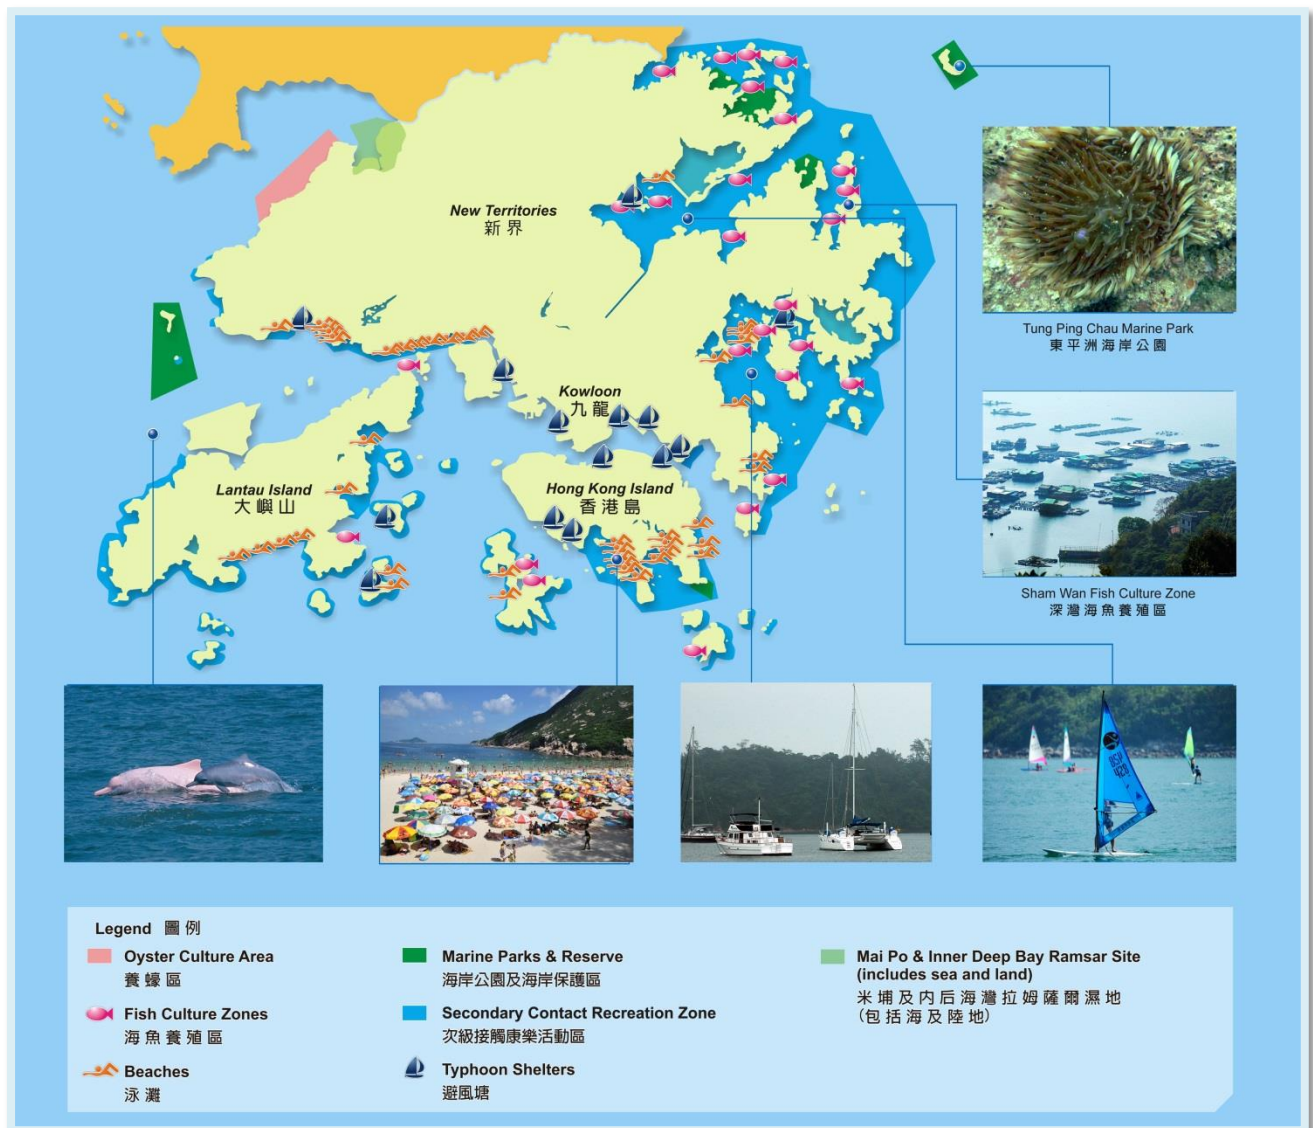 New Territories
新界
Kowloon
九龍
Lantau Island
大嶼山
Hong Kong Island
香港島
Tung Ping Chau Marine Park
東平洲海岸公園
Sham Wan Fish Culture Zone
深灣海魚養殖區
Legend 圖例
Oyster Culture Area
養蠔區
Fish Culture Zones
海魚養殖區
Beaches
泳灘
Marine Parks & Reserve
海岸公園及海岸保護區
Secondary Contact Recreation Zone
次級接觸康樂活動區
Typhoon Shelters
避風塘
Mai Po & Inner Deep Bay Ramsar Site
(includes sea and land)
米埔及内后海灣拉姆薩爾濕地
(包括海及陸地)